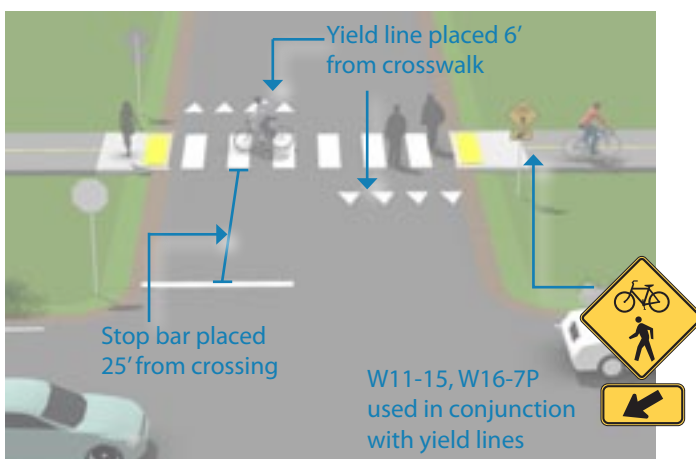 Yield line placed 6’
from crosswalk
Stop bar placed
25’ from crossing
W11-15, W16-7P
used in conjunction
with yield lines